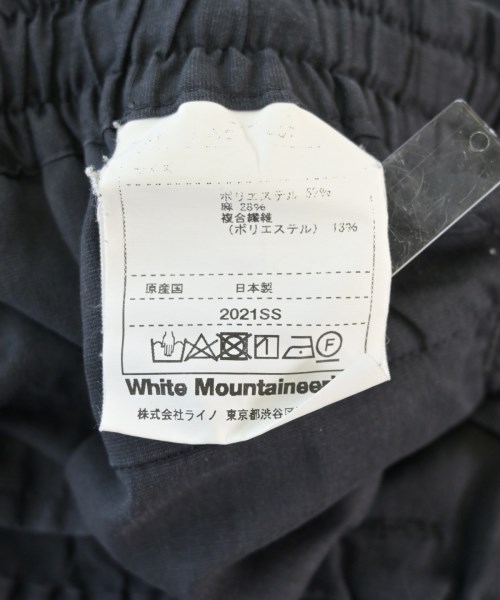 ポリエステル 59%
麻 28%
複合繊維
(ポリエステル) 13%
原産国 日本製
2021SS
White Mountaineering
株式会社ライノ 東京都渋谷区